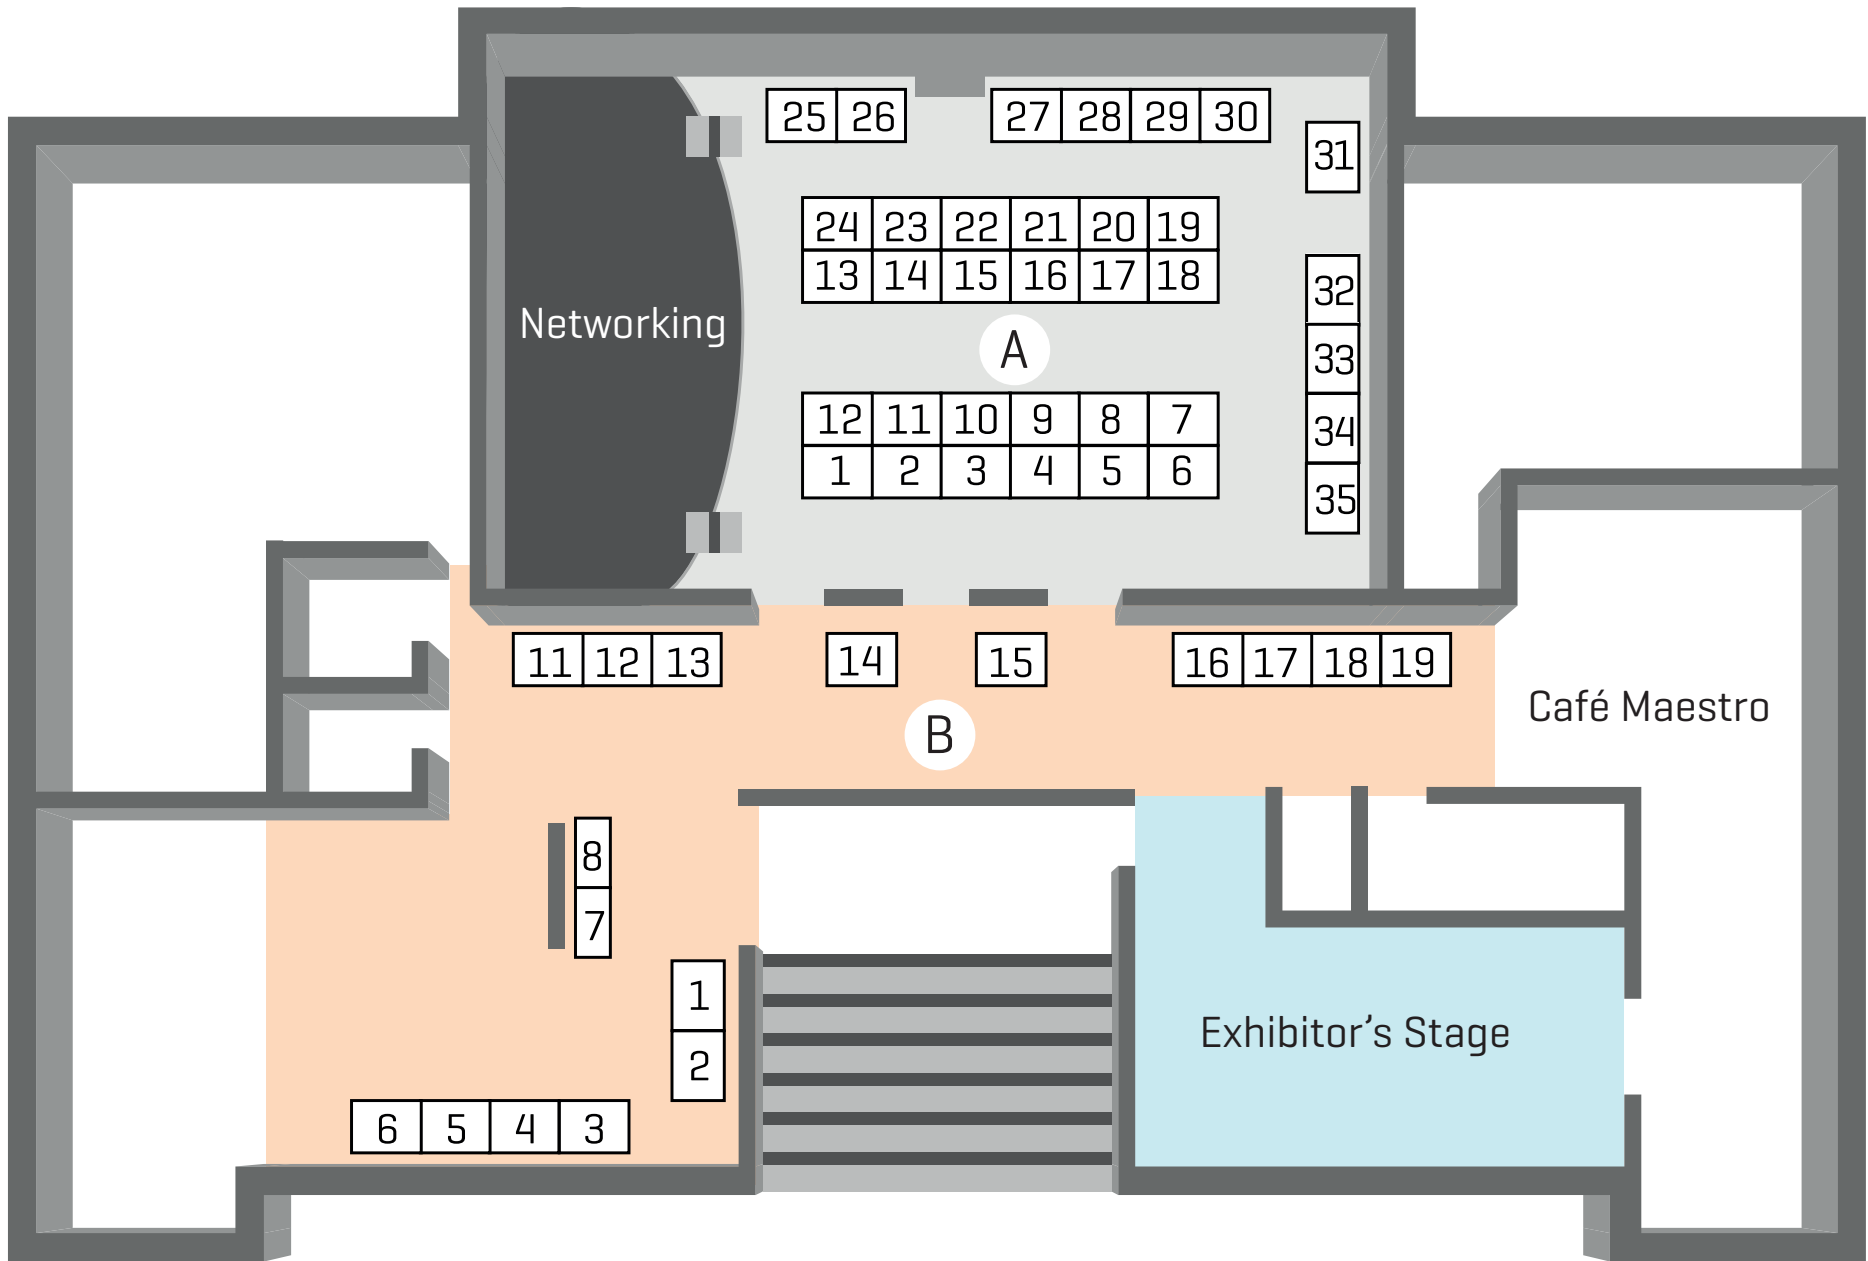 25 26 27 28 29 30
31
24 23 22 21 20 19
13 14 15 16 17 18
32
33
34
35
Networking
A
12 11 10 9 8 7
1 2 3 4 5 6
11 12 13 14 15 16 17 18 19
B
Café Maestro
8
7
1
2
6 5 4 3
Exhibitor’s Stage